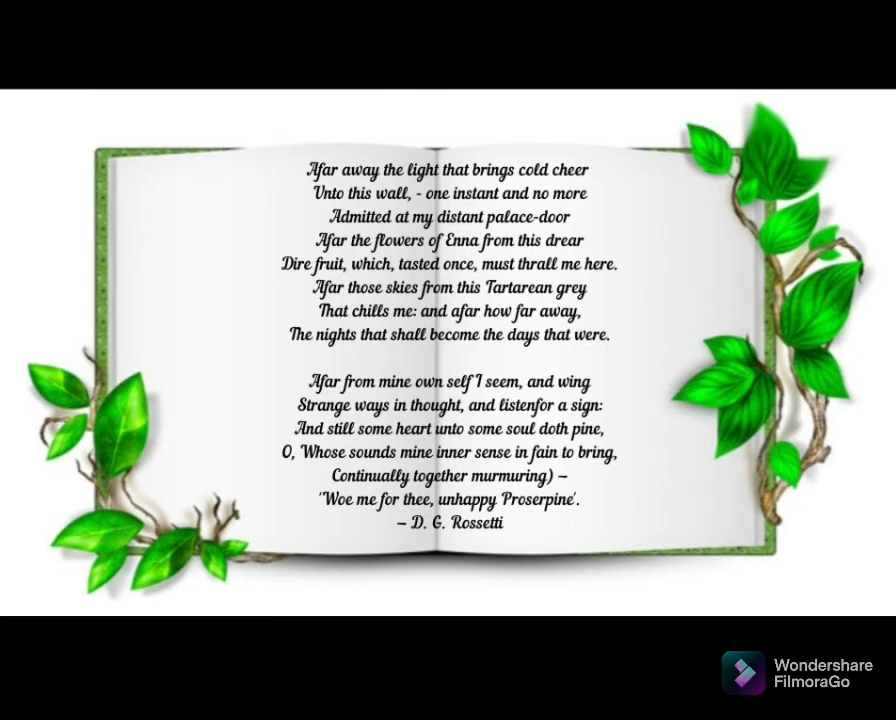 Afar away the light that brings cold cheer
Unto this wall, - one instant and no more
Admitted at my distant palace-door
Afar the flowers of Enna from this drear
Dire fruit, which, tasted once, must thrall me here.
Afar those skies from this Tartarean grey
That chills me: and afar how far away,
The nights that shall become the days that were.
Afar from mine own self I seem, and wing
Strange ways in thought, and listenfor a sign:
And still some heart unto some soul doth pine,
O, Whose sounds mine inner sense in fain to bring,
Continually together murmuring) —
'Woe me for thee, unhappy Proserpine'.
— D. G. Rossetti
Wondershare
FilmoraGo